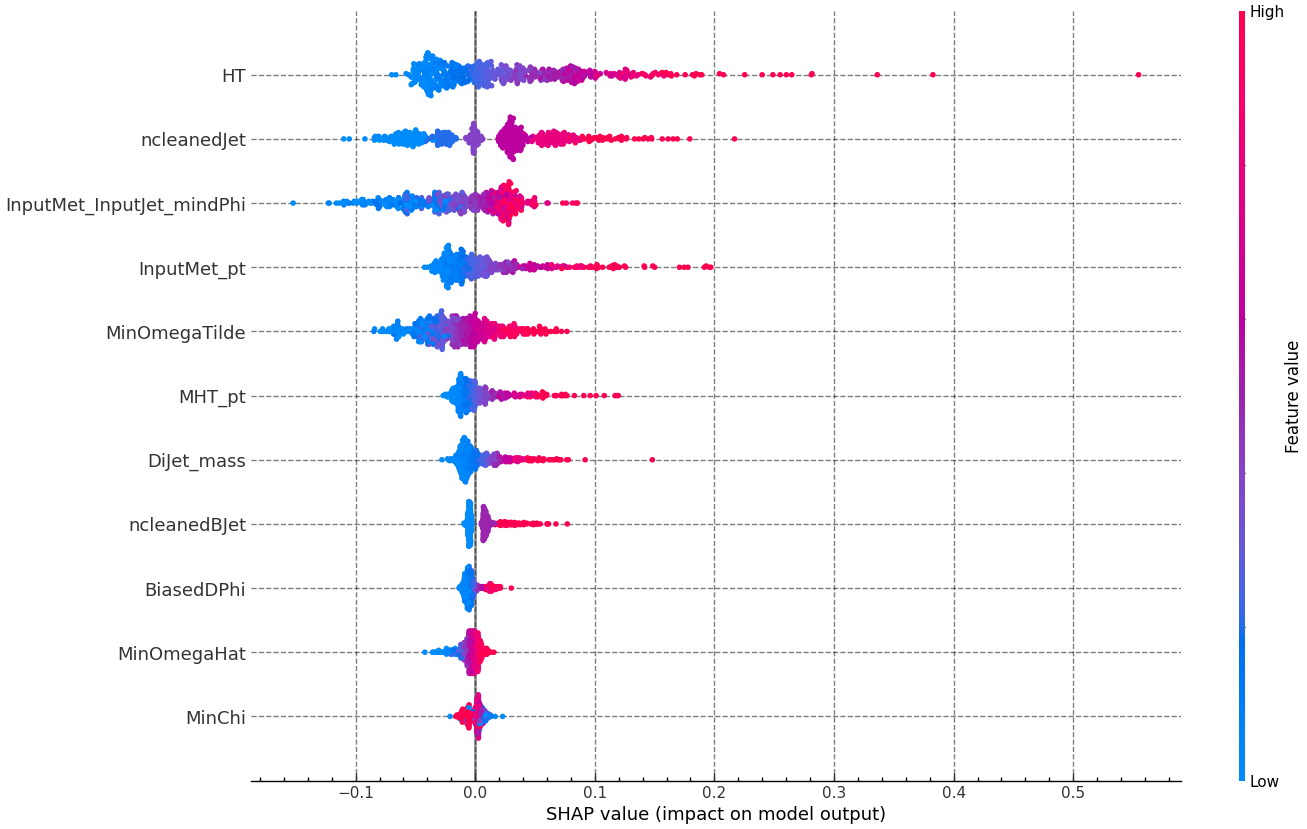 High
HT
ncleanedJet
InputMet_InputJet_mindPhi
InputMet_pt
MinOmegaTilde
MHT_pt
DiJet_mass
ncleanedBJet
BiasedDPhi
MinOmegaHat
MinChi
Feature value
Low
−0.1 0.0 0.1 0.2 0.3 0.4 0.5
SHAP value (impact on model output)